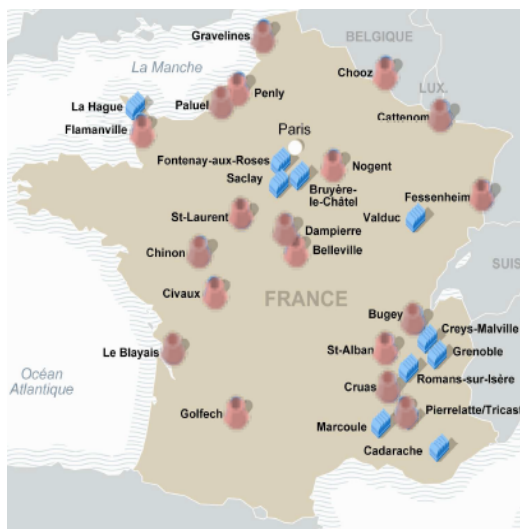 Gravelines
BELGIQUE
La Manche
Chooz
LUX.
Penly
La Hague
Paluel
Cattenom
Flamanville
Paris
Fontenay-aux-Roses
Nogent
Saclay
Bruyère-
le-Châtel
Fessenheim
St-Laurent
Valduc
Dampierre
Chinon
Belleville
SUIS
Civaux
FRANCE
Bugey
Creys-Malville
Le Blayais
St-Alban
Grenoble
Océan
Atlantique
Romans-sur-Isère
Cruas
Golfech
Pierrelatte/Tricast
Marcoule
Cadarache